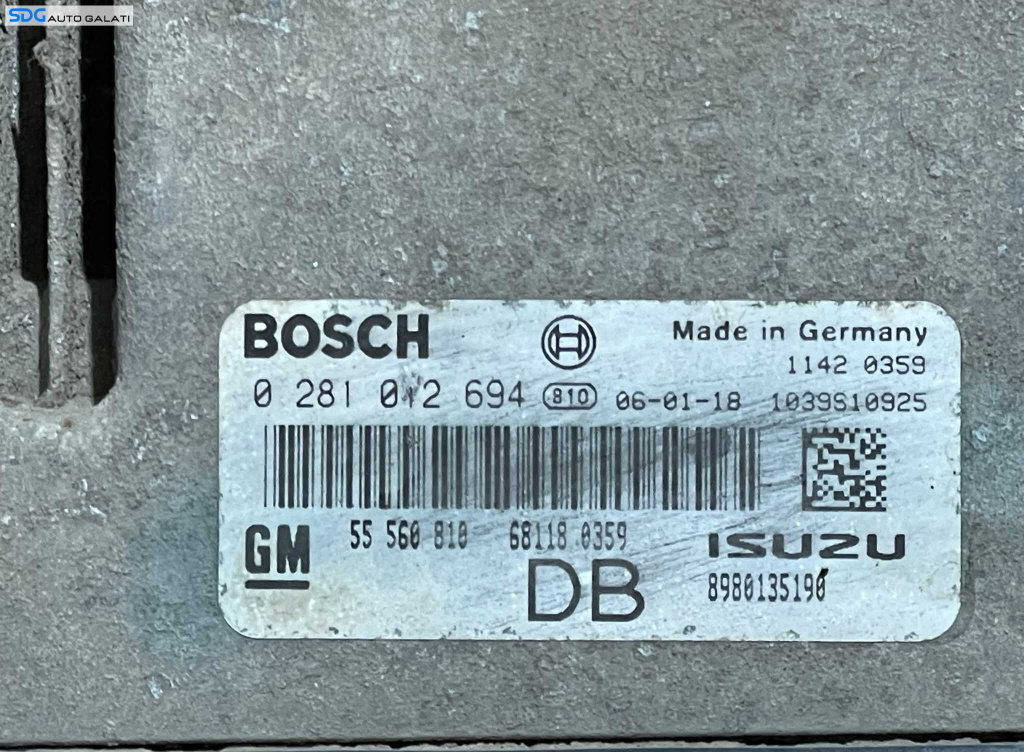 SDG AUTO GALATI
BOSCH Made in Germany
1142 0359
0 281 012 694 810 06-01-18 1039S10925
55 560 810 68118 0359
GM DB ISUZU
8980135190